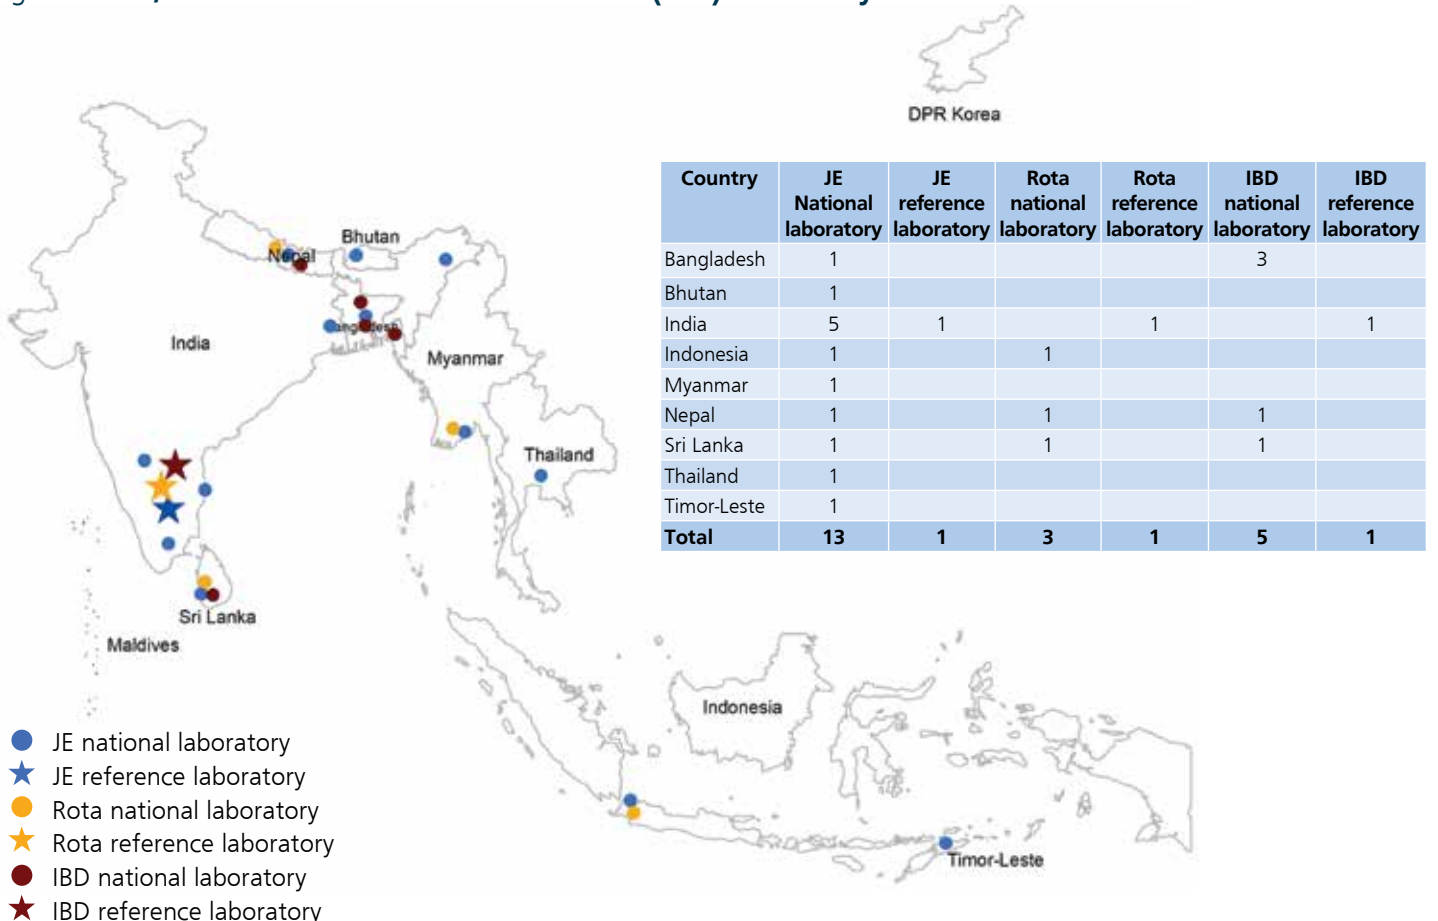 DPR Korea
Bhutan
Nepal
India
Bangladesh
Myanmar
Thailand
Sri Lanka
Maldives
Indonesia
Timor-Leste
Country JE National laboratory JE reference laboratory Rota national laboratory Rota reference laboratory IBD national laboratory IBD reference laboratory
Bangladesh 1 3
Bhutan 1
India 5 1 1 1
Indonesia 1 1
Myanmar 1
Nepal 1 1 1
Sri Lanka 1 1 1
Thailand 1
Timor-Leste 1
Total 13 1 3 1 5 1
JE national laboratory
JE reference laboratory
Rota national laboratory
Rota reference laboratory
IBD national laboratory
IBD reference laboratory